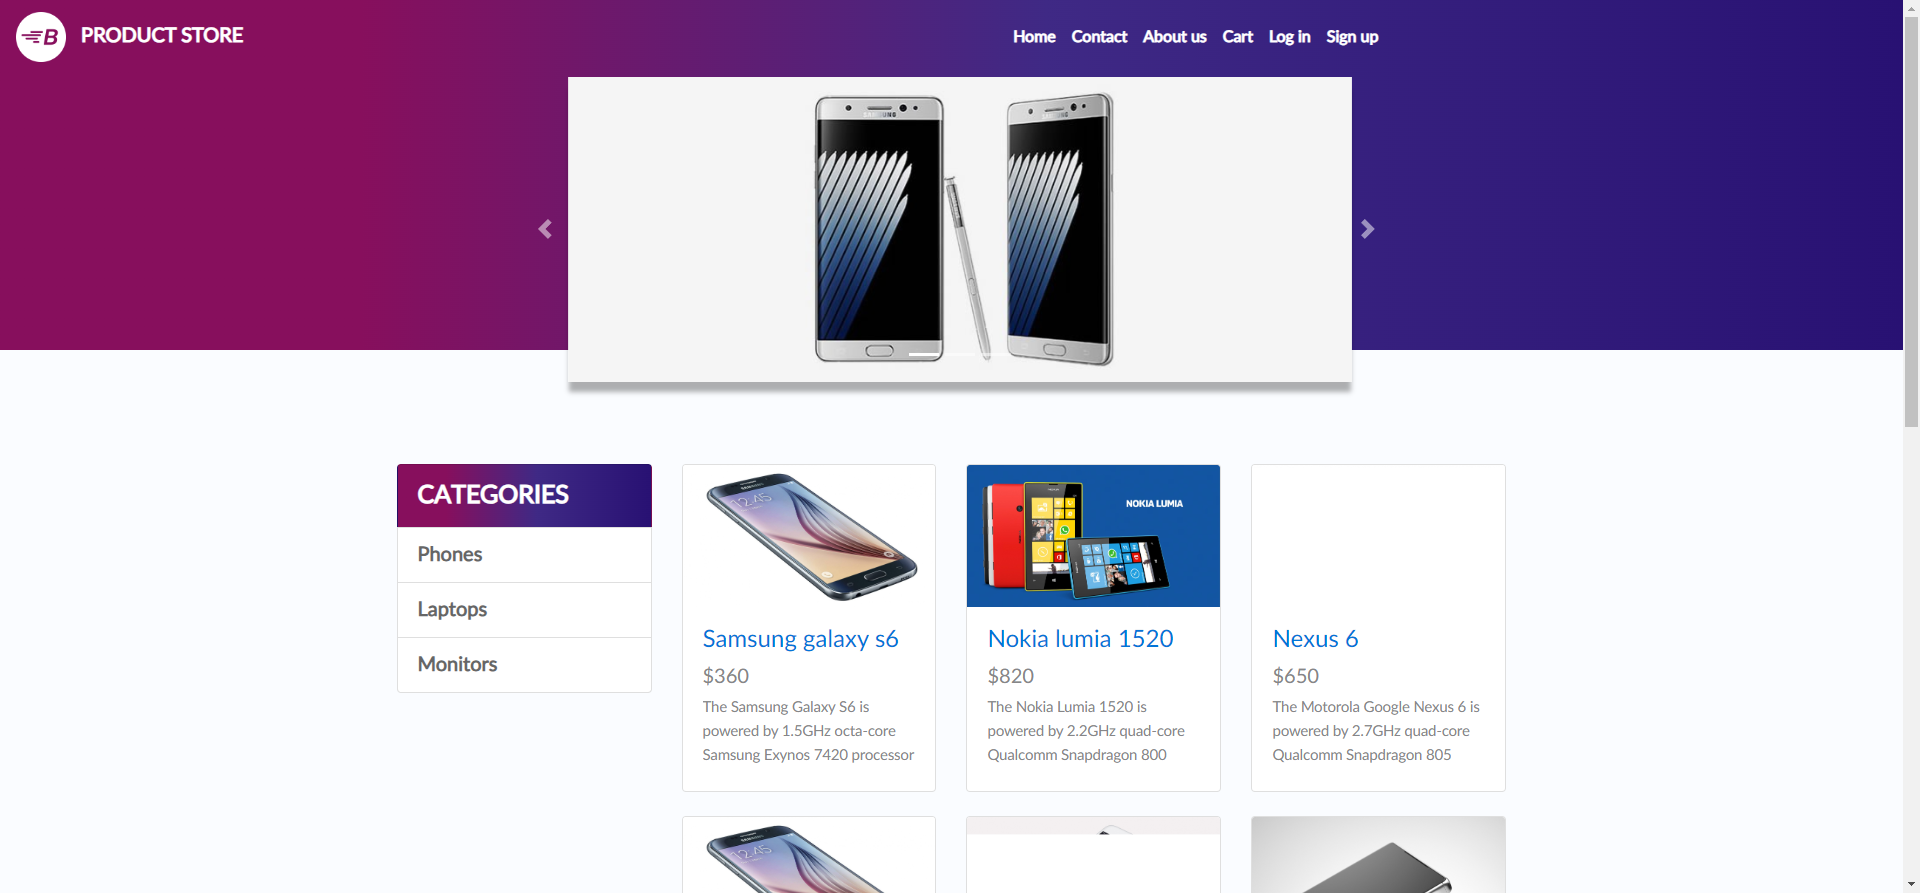 B PRODUCT STORE
Home Contact About us Cart Log in Sign up
SAMSUNG
SAMSUNG
CATEGORIES
Phones
Laptops
Monitors
12:45
NOKIA LUMIA
Samsung galaxy s6
$360
The Samsung Galaxy S6 is
powered by 1.5GHz octa-core
Samsung Exynos 7420 processor
Nokia lumia 1520
$820
The Nokia Lumia 1520 is
powered by 2.2GHz quad-core
Qualcomm Snapdragon 800
Nexus 6
$650
The Motorola Google Nexus 6 is
powered by 2.7GHz quad-core
Qualcomm Snapdragon 805
12:45